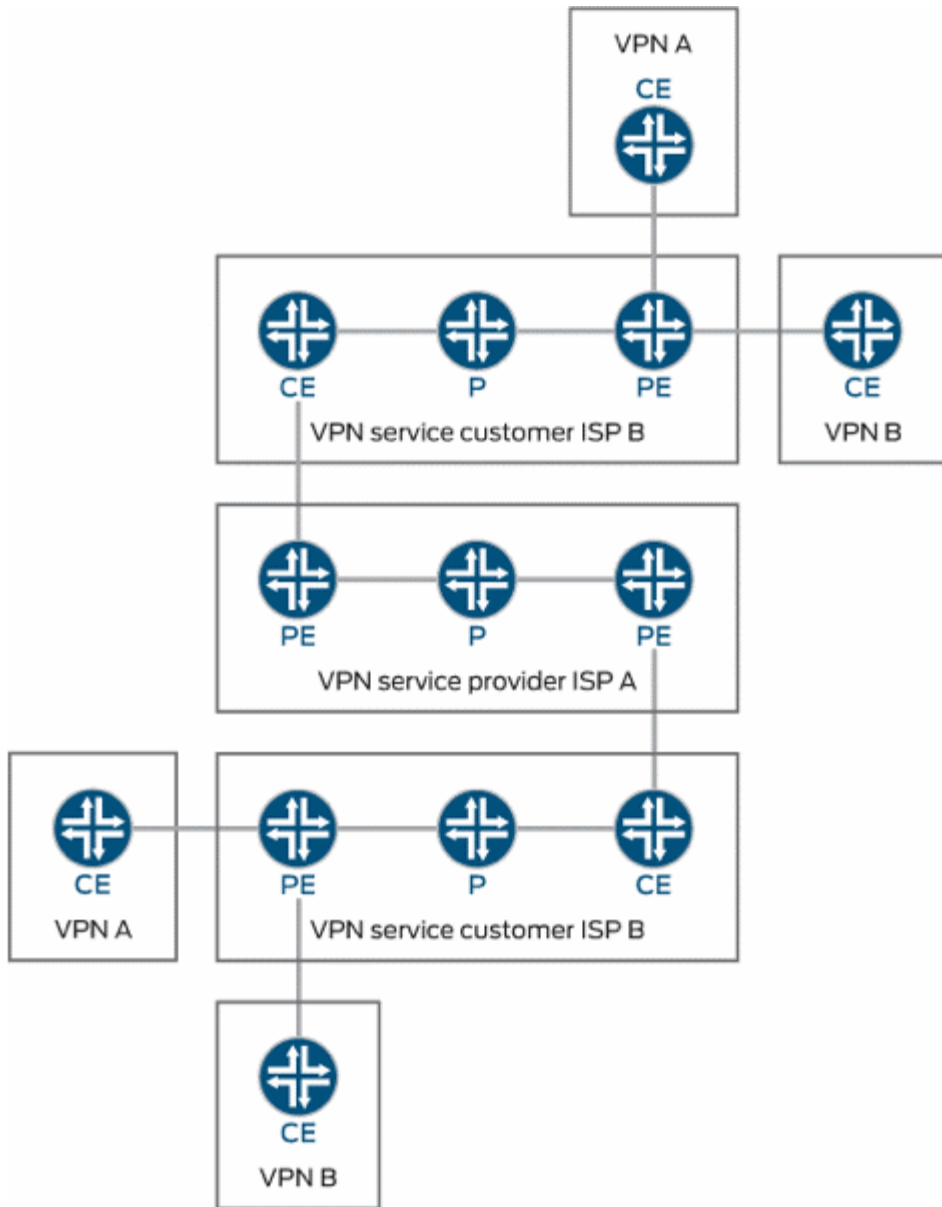 VPN A
CE
CE P PE CE
VPN service customer ISP B VPN B
PE P PE
VPN service provider ISP A
CE PE P CE
VPN A VPN service customer ISP B
CE
VPN B